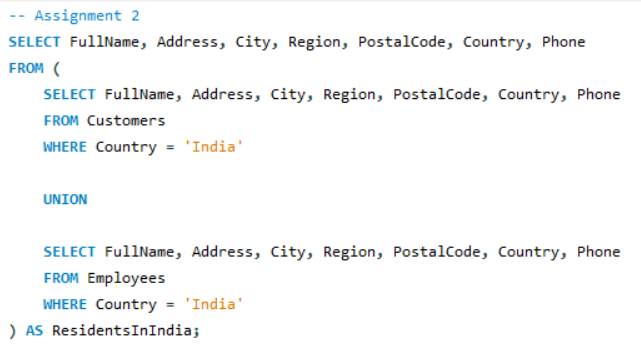 -- Assignment 2
SELECT FullName, Address, City, Region, PostalCode, Country, Phone
FROM (
    SELECT FullName, Address, City, Region, PostalCode, Country, Phone
    FROM Customers
    WHERE Country = 'India'

    UNION

    SELECT FullName, Address, City, Region, PostalCode, Country, Phone
    FROM Employees
    WHERE Country = 'India'
) AS ResidentsInIndia;